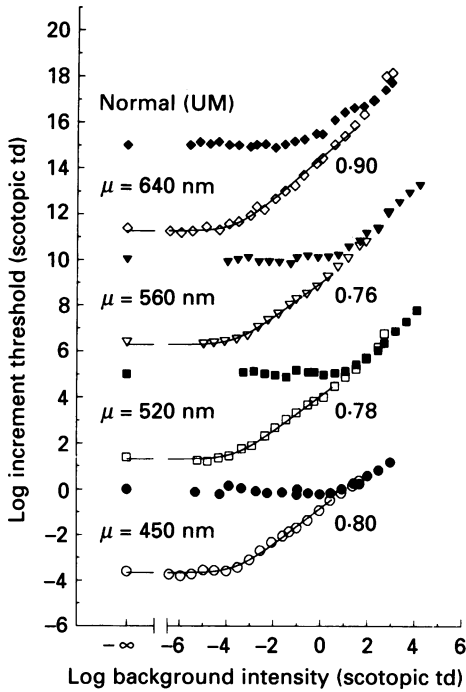 20
18
16
14
12
10
8
6
4
2
0
−2
−4
−6
Log increment threshold (scotopic td)
Normal (UM)
μ = 640 nm
0·90
μ = 560 nm
0·76
μ = 520 nm
0·78
μ = 450 nm
0·80
−∞ −6 −4 −2 0 2 4 6
Log background intensity (scotopic td)